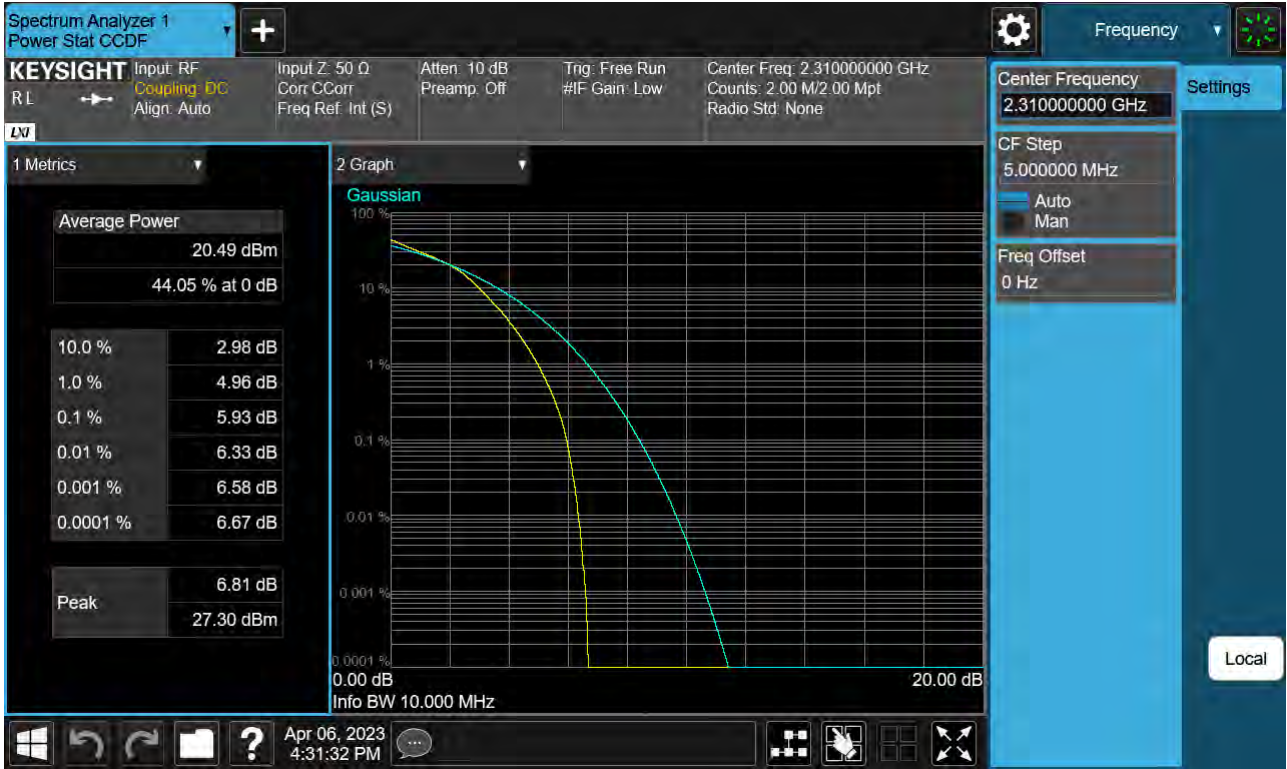 Spectrum Analyzer 1
Power Stat CCDF
Frequency
KEYSIGHT
R L
LXI
Input: RF
Coupling: DC
Align: Auto
Input Z: 50 Ω
Corr CCorr
Freq Ref: Int (S)
Atten: 10 dB
Preamp: Off
Trig: Free Run
#IF Gain: Low
Center Freq: 2.310000000 GHz
Counts: 2.00 M/2.00 Mpt
Radio Std: None
Center Frequency
2.310000000 GHz
Settings
CF Step
5.000000 MHz
Auto
Man
Freq Offset
0 Hz
Local
1 Metrics
Average Power
20.49 dBm
44.05 % at 0 dB
10.0 % 2.98 dB
1.0 % 4.96 dB
0.1 % 5.93 dB
0.01 % 6.33 dB
0.001 % 6.58 dB
0.0001 % 6.67 dB
Peak
6.81 dB
27.30 dBm
2 Graph
Gaussian
100 %
10 %
1 %
0.1 %
0.01 %
0.001 %
0.0001 %
0.00 dB 20.00 dB
Info BW 10.000 MHz
?
Apr 06, 2023
4:31:32 PM